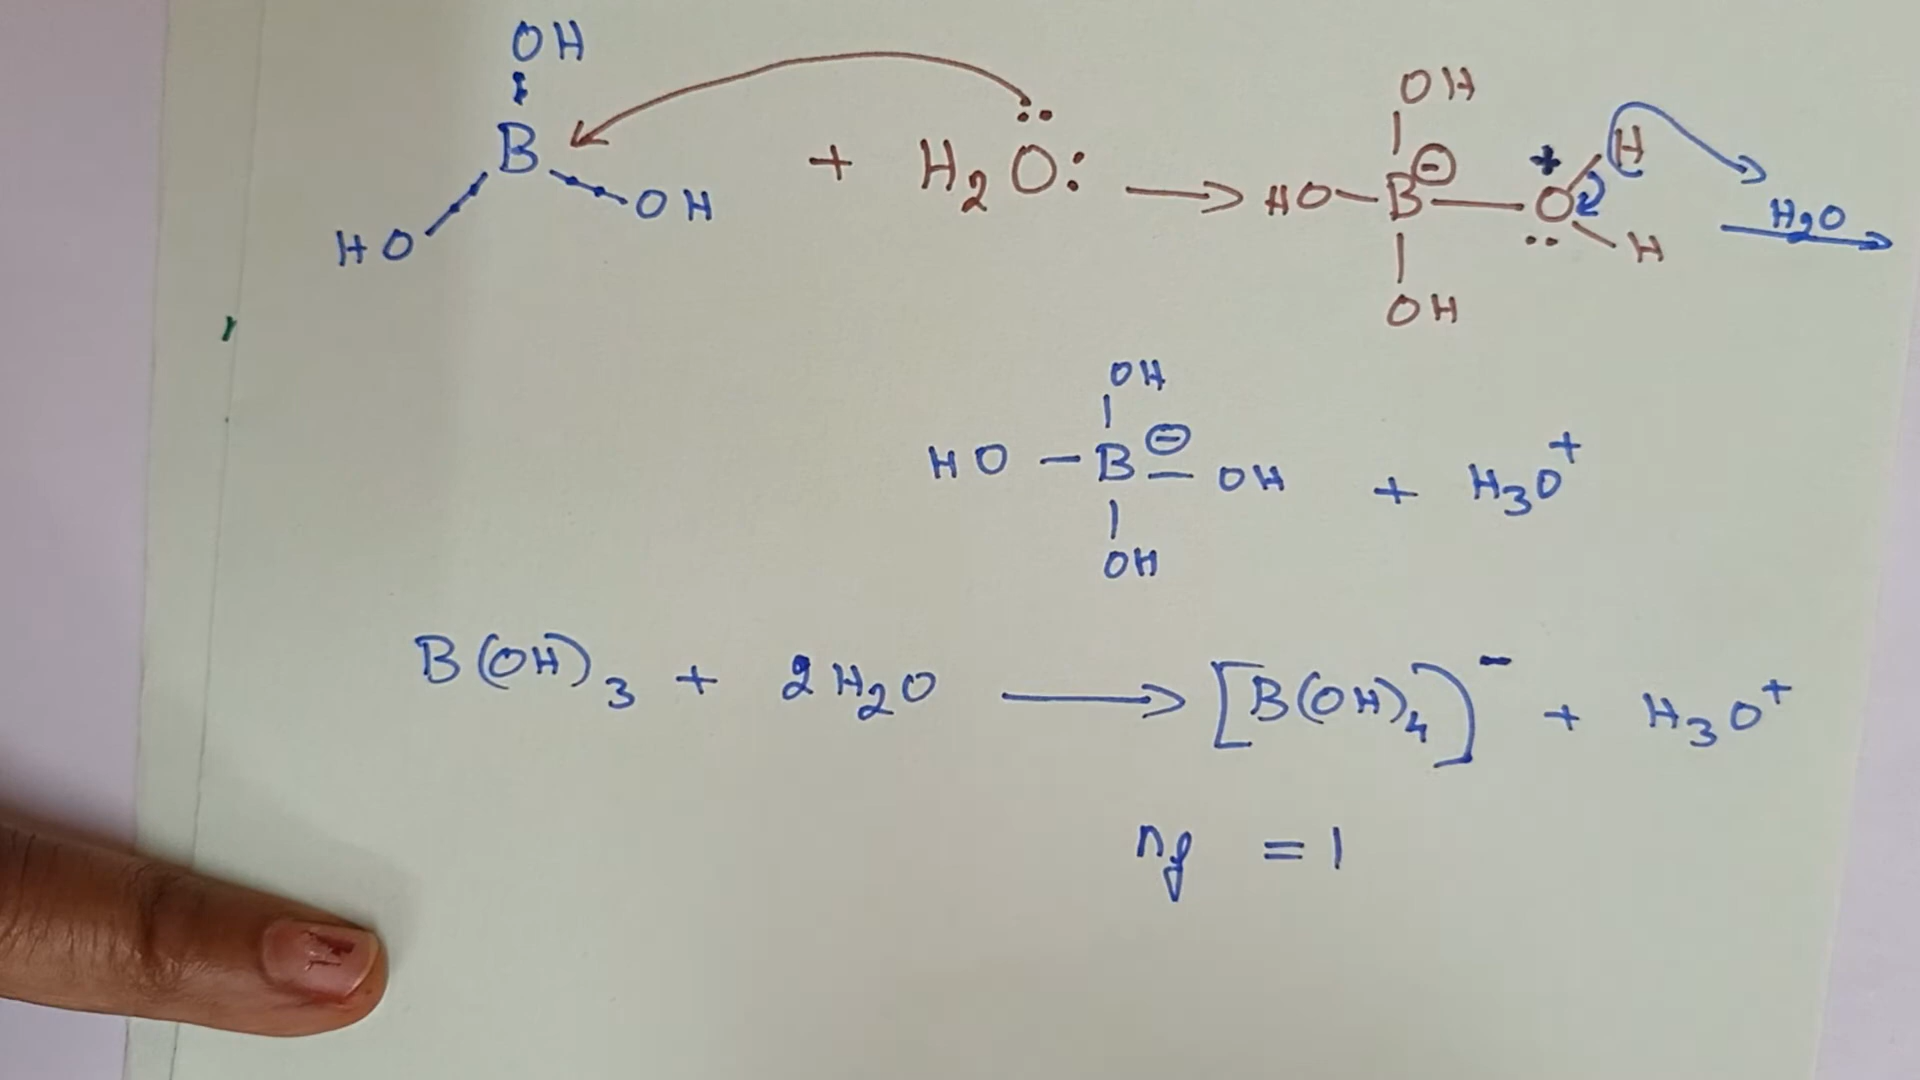 OH
B
HO OH + H₂O: ⟶ HO–B⊖–O⁺ H H H₂O
OH
OH
OH
HO –B⊖– OH + H₃O⁺
OH
B(OH)₃ + 2H₂O ⟶ [B(OH)₄)⁻ + H₃O⁺
nf = 1